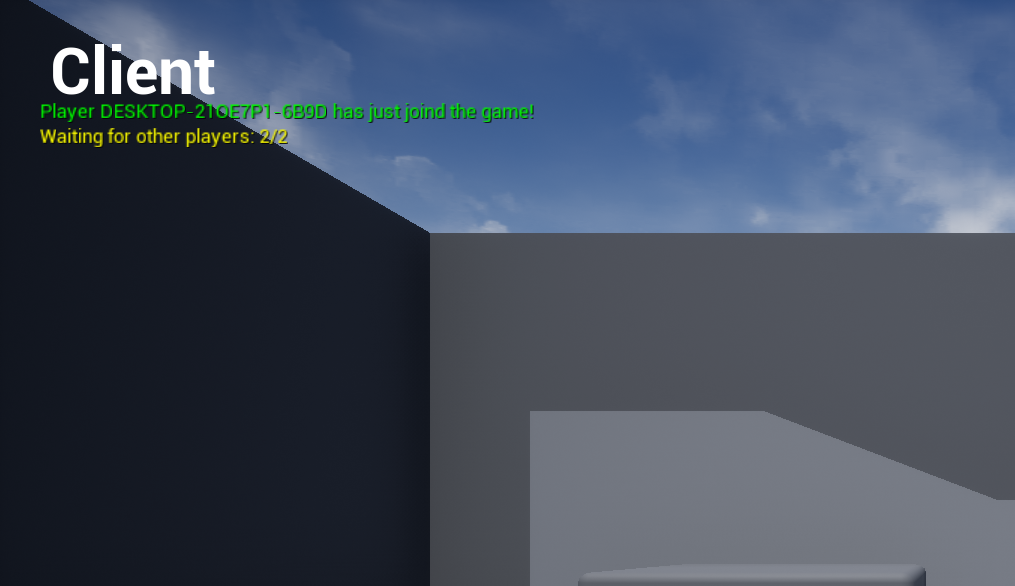 Client
Player DESKTOP-21OE7P1-6B9D has just joind the game!
Waiting for other players: 2/2